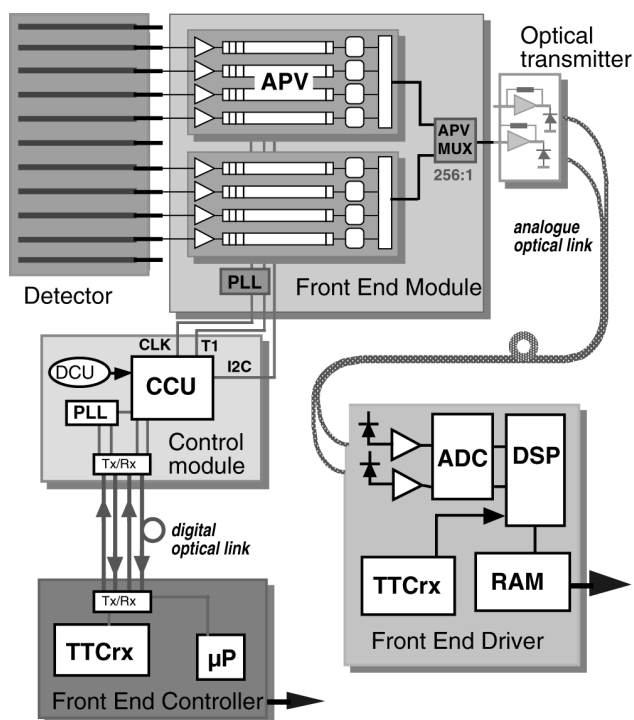 Optical
transmitter
APV
APV
MUX
256:1
analogue
optical link
PLL
Front End Module
Detector
CLK
T1
I2C
DCU
CCU
PLL
Control
module
Tx/Rx
ADC
DSP
digital
optical link
TTCrx
RAM
Tx/Rx
Front End Driver
TTCrx
µP
Front End Controller